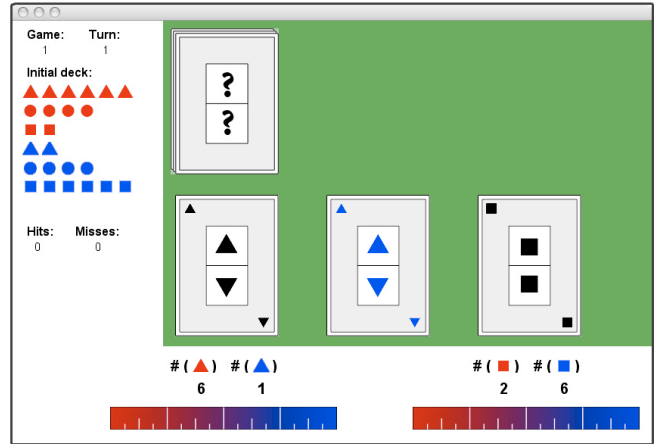 Game: Turn:
1 1
Initial deck:
?
?
Hits: Misses:
0 0
# ( ) # ( )
6 1
# ( ) # ( )
2 6